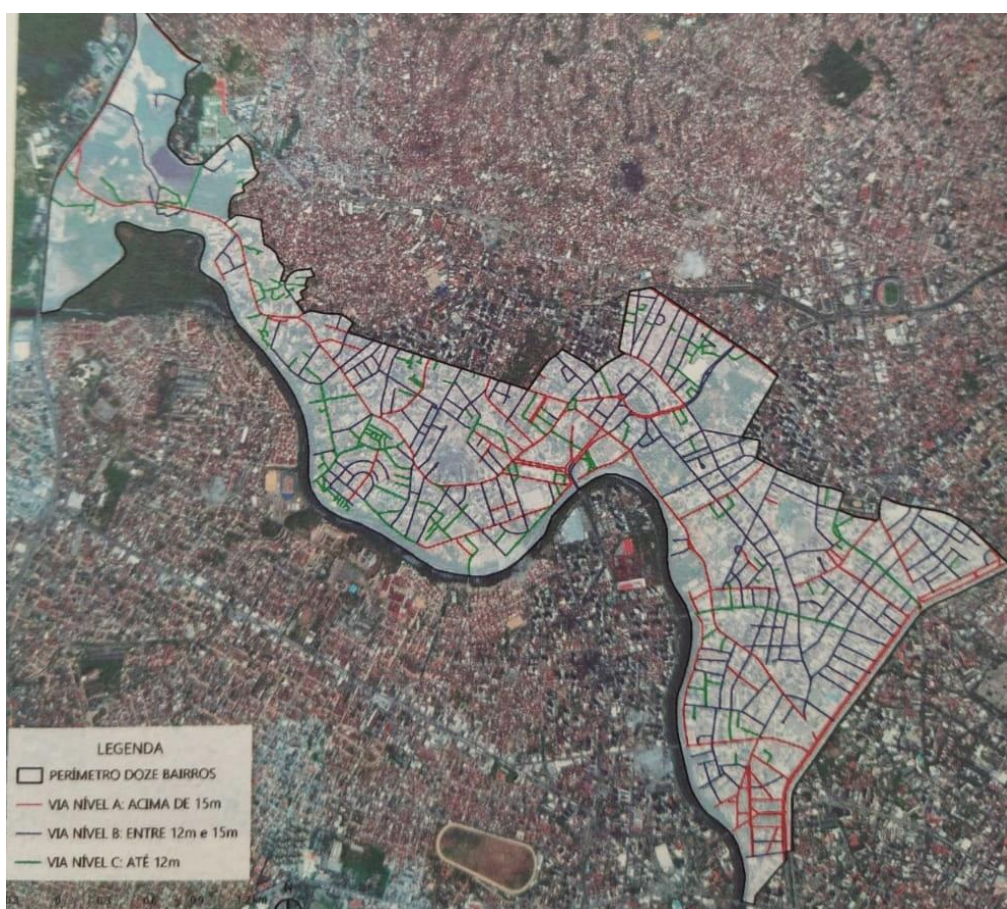 LEGENDA
PERÍMETRO DOZE BAIRROS
VIA NÍVEL A: ACIMA DE 15m
VIA NÍVEL B: ENTRE 12m e 15m
VIA NÍVEL C: ATÉ 12m